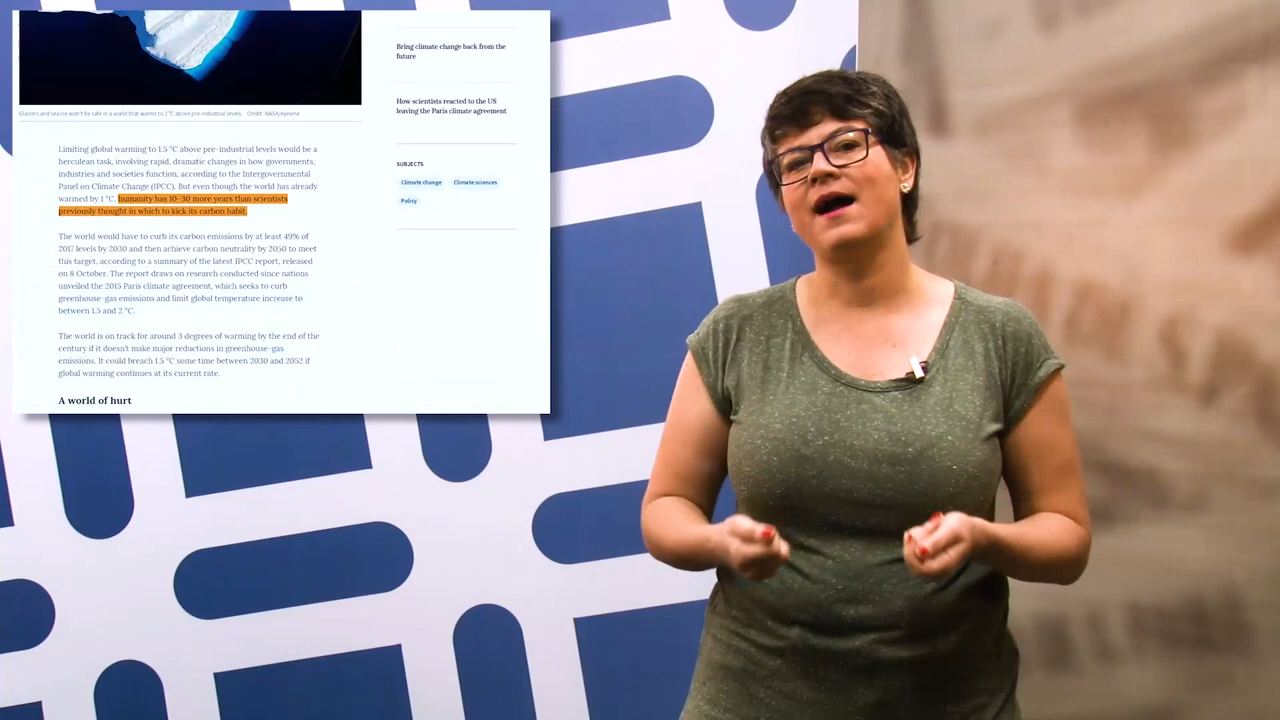 Glaciers and sea ice won't be safe in a world that warms to 2 °C above pre-industrial levels. Credit: NASA/eyevine
Limiting global warming to 1.5 °C above pre-industrial levels would be a
herculean task, involving rapid, dramatic changes in how governments,
industries and societies function, according to the Intergovernmental
Panel on Climate Change (IPCC). But even though the world has already
warmed by 1 °C, humanity has 10–30 more years than scientists
previously thought in which to kick its carbon habit.
The world would have to curb its carbon emissions by at least 49% of
2017 levels by 2030 and then achieve carbon neutrality by 2050 to meet
this target, according to a summary of the latest IPCC report, released
on 8 October. The report draws on research conducted since nations
unveiled the 2015 Paris climate agreement, which seeks to curb
greenhouse-gas emissions and limit global temperature increase to
between 1.5 and 2 °C.
The world is on track for around 3 degrees of warming by the end of the
century if it doesn't make major reductions in greenhouse-gas
emissions. It could breach 1.5 °C some time between 2030 and 2052 if
global warming continues at its current rate.
A world of hurt
Bring climate change back from the
future
How scientists reacted to the US
leaving the Paris climate agreement
SUBJECTS
Climate change Climate sciences
Policy